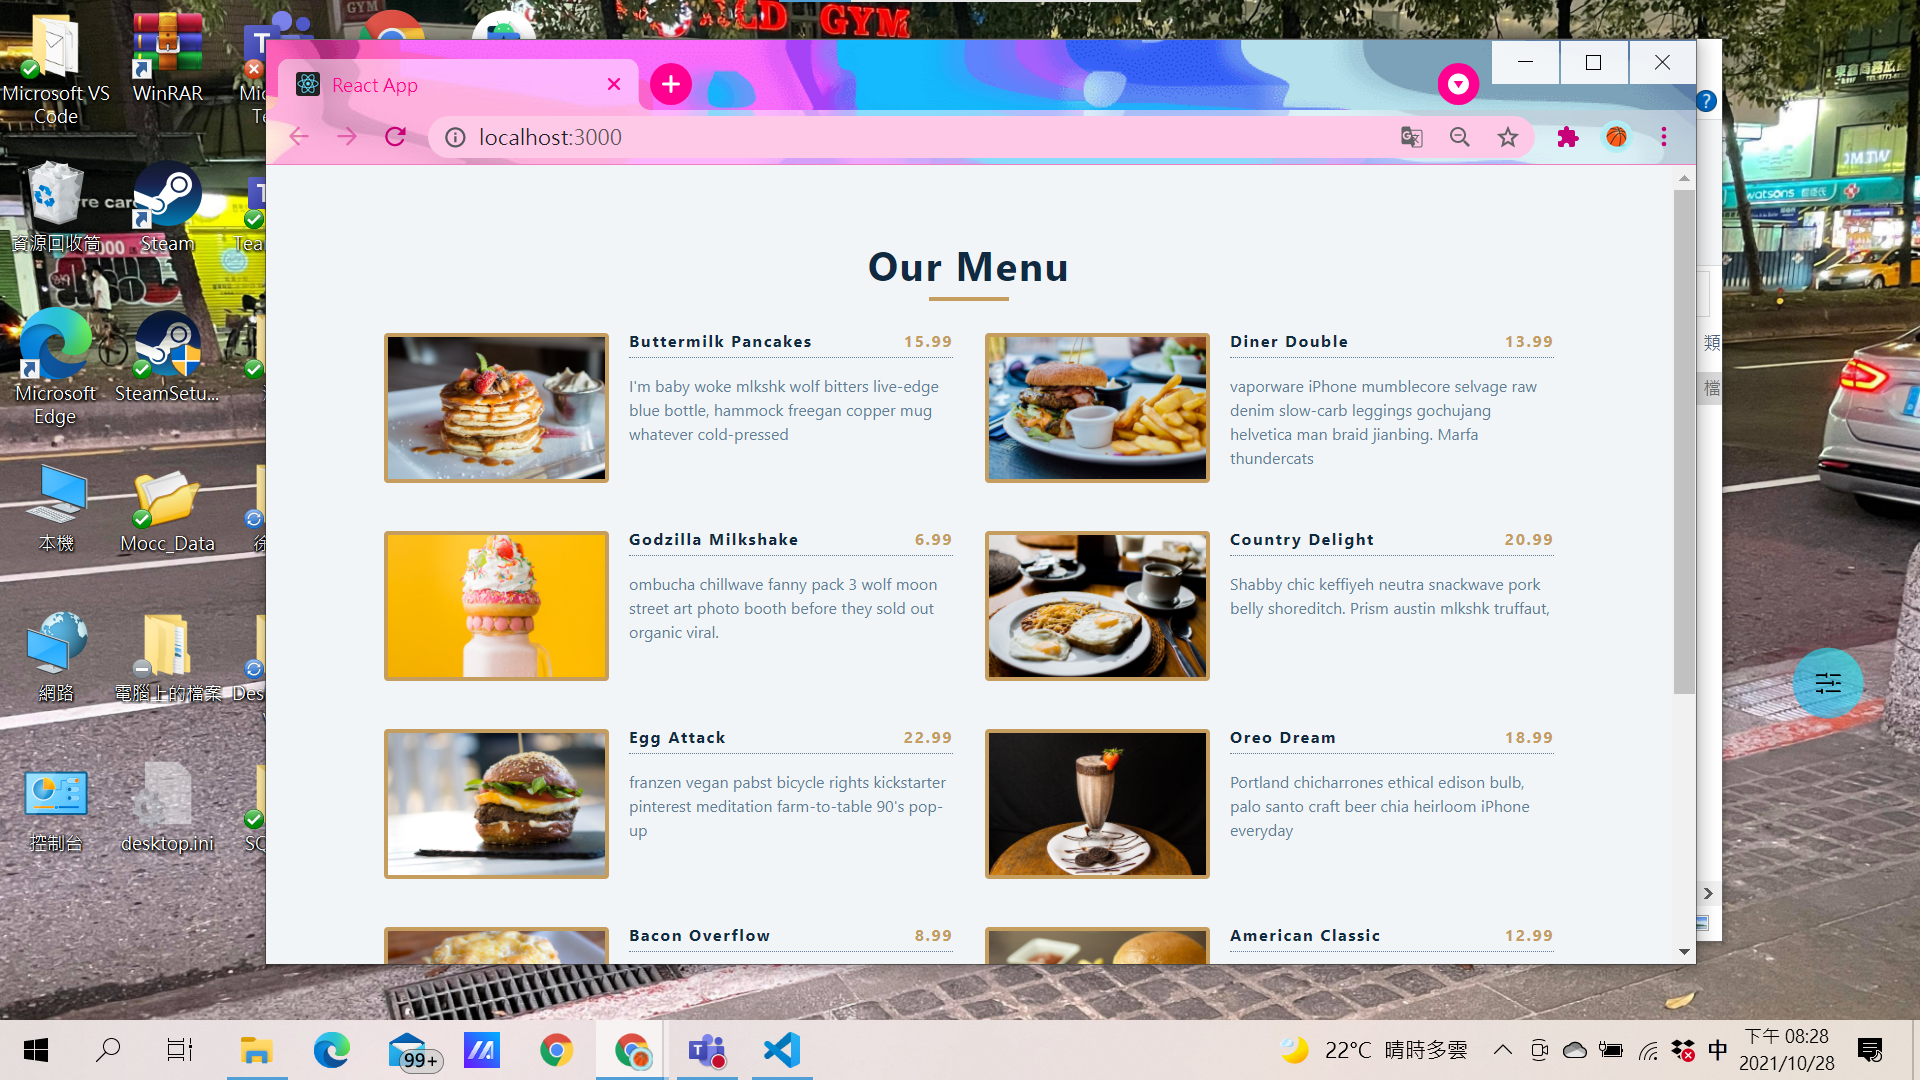 GYM
LD GYM
Microsoft VS
Code
WinRAR
資源回收筒
Steam
Microsoft
Edge
SteamSetu...
本機
Mocc_Data
網路
電腦上的檔案
控制台
desktop.ini
React App
localhost:3000
Our Menu
Buttermilk Pancakes 15.99
I'm baby woke mlkshk wolf bitters live-edge
blue bottle, hammock freegan copper mug
whatever cold-pressed
Diner Double 13.99
vaporware iPhone mumblecore selvage raw
denim slow-carb leggings gochujang
helvetica man braid jianbing. Marfa
thundercats
Godzilla Milkshake 6.99
ombucha chillwave fanny pack 3 wolf moon
street art photo booth before they sold out
organic viral.
Country Delight 20.99
Shabby chic keffiyeh neutra snackwave pork
belly shoreditch. Prism austin mlkshk truffaut,
Egg Attack 22.99
franzen vegan pabst bicycle rights kickstarter
pinterest meditation farm-to-table 90's pop-
up
Oreo Dream 18.99
Portland chicharrones ethical edison bulb,
palo santo craft beer chia heirloom iPhone
everyday
Bacon Overflow 8.99
American Classic 12.99
watsons
類
檔
99+
22°C 晴時多雲
中
下午 08:28
2021/10/28